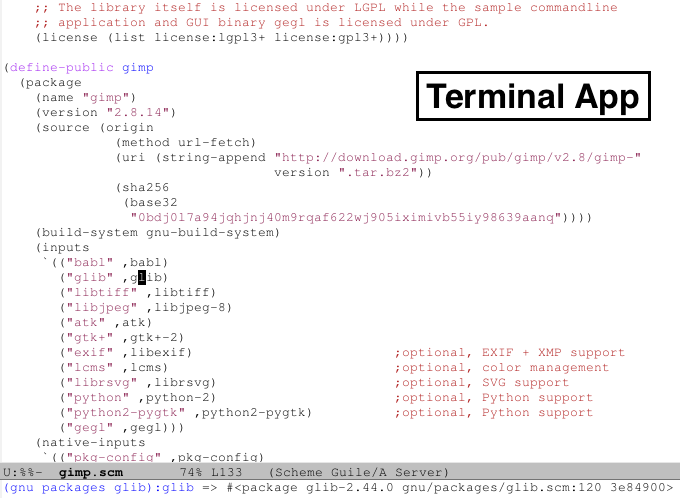 ;; The library itself is licensed under LGPL while the sample commandline
;; application and GUI binary gegl is licensed under GPL.
(license (list license:lgpl3+ license:gpl3+))))
(define-public gimp
(package
(name "gimp")
(version "2.8.14")
Terminal App
(source (origin
(method url-fetch)
(uri (string-append "http://download.gimp.org/pub/gimp/v2.8/gimp-"
version ".tar.bz2"))
(sha256
(base32
"0bdj0l7a94jqhjnj40m9rqaf622wj905iximivb55iy98639aanq"))))
(build-system gnu-build-system)
(inputs
`(("babl" ,babl)
("glib" ,glib)
("libtiff" ,libtiff)
("libjpeg" ,libjpeg-8)
("atk" ,atk)
("gtk+" ,gtk+-2)
("exif" ,libexif) ;optional, EXIF + XMP support
("lcms" ,lcms) ;optional, color management
("librsvg" ,librsvg) ;optional, SVG support
("python" ,python-2) ;optional, Python support
("python2-pygtk" ,python2-pygtk) ;optional, Python support
("gegl" ,gegl)))
(native-inputs
`(("pkg-config" ,pkg-config)
U:%%- gimp.scm 74% L133 (Scheme Guile/A Server)
(gnu packages glib):glib => #<package glib-2.44.0 gnu/packages/glib.scm:120 3e84900>